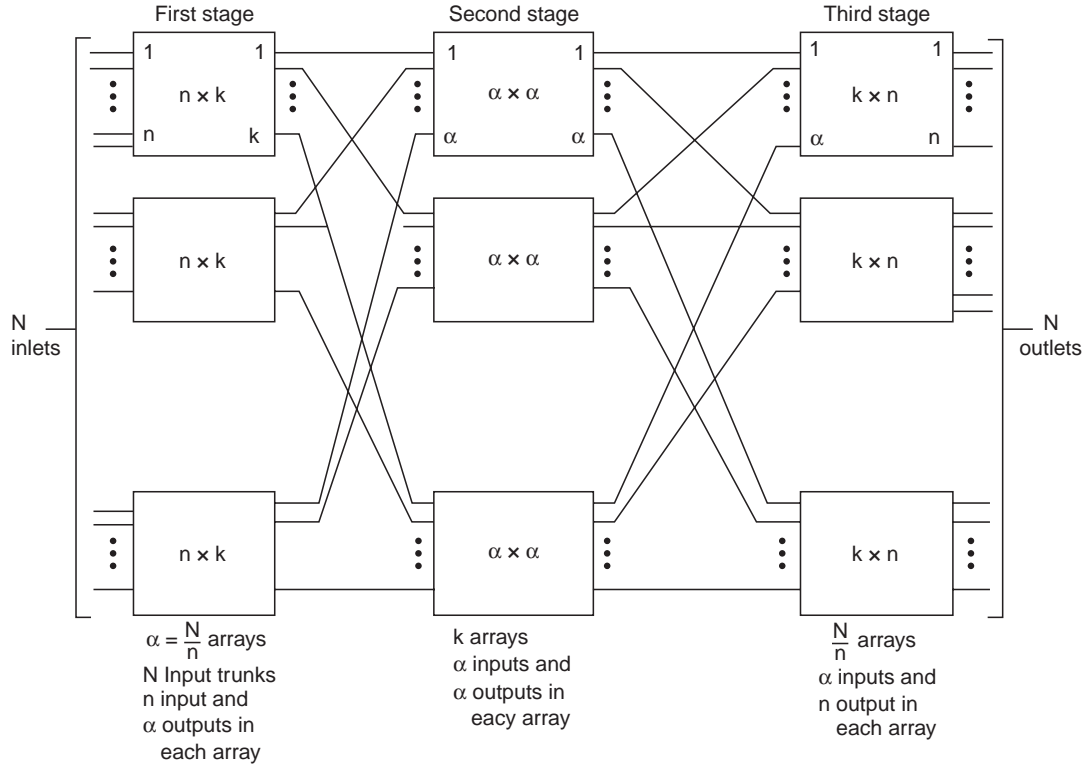 First stage
Second stage
Third stage
1 1
n × k
n k
1 1
α × α
α α
1 1
k × n
α n
n × k
α × α
k × n
N
inlets
N
outlets
n × k
α × α
k × n
α = N/n arrays
N Input trunks
n input and
α outputs in
each array
k arrays
α inputs and
α outputs in
eacy array
N/n arrays
α inputs and
n output in
each array